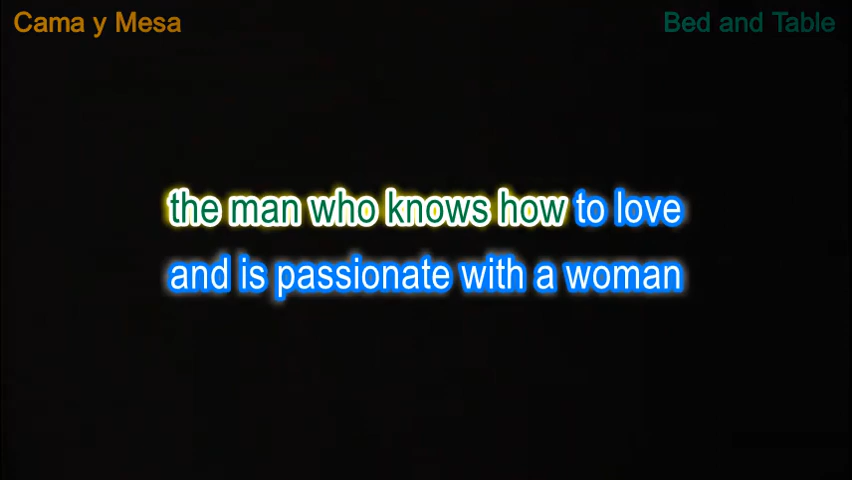 Cama y Mesa
Bed and Table
the man who knows how to love
and is passionate with a woman